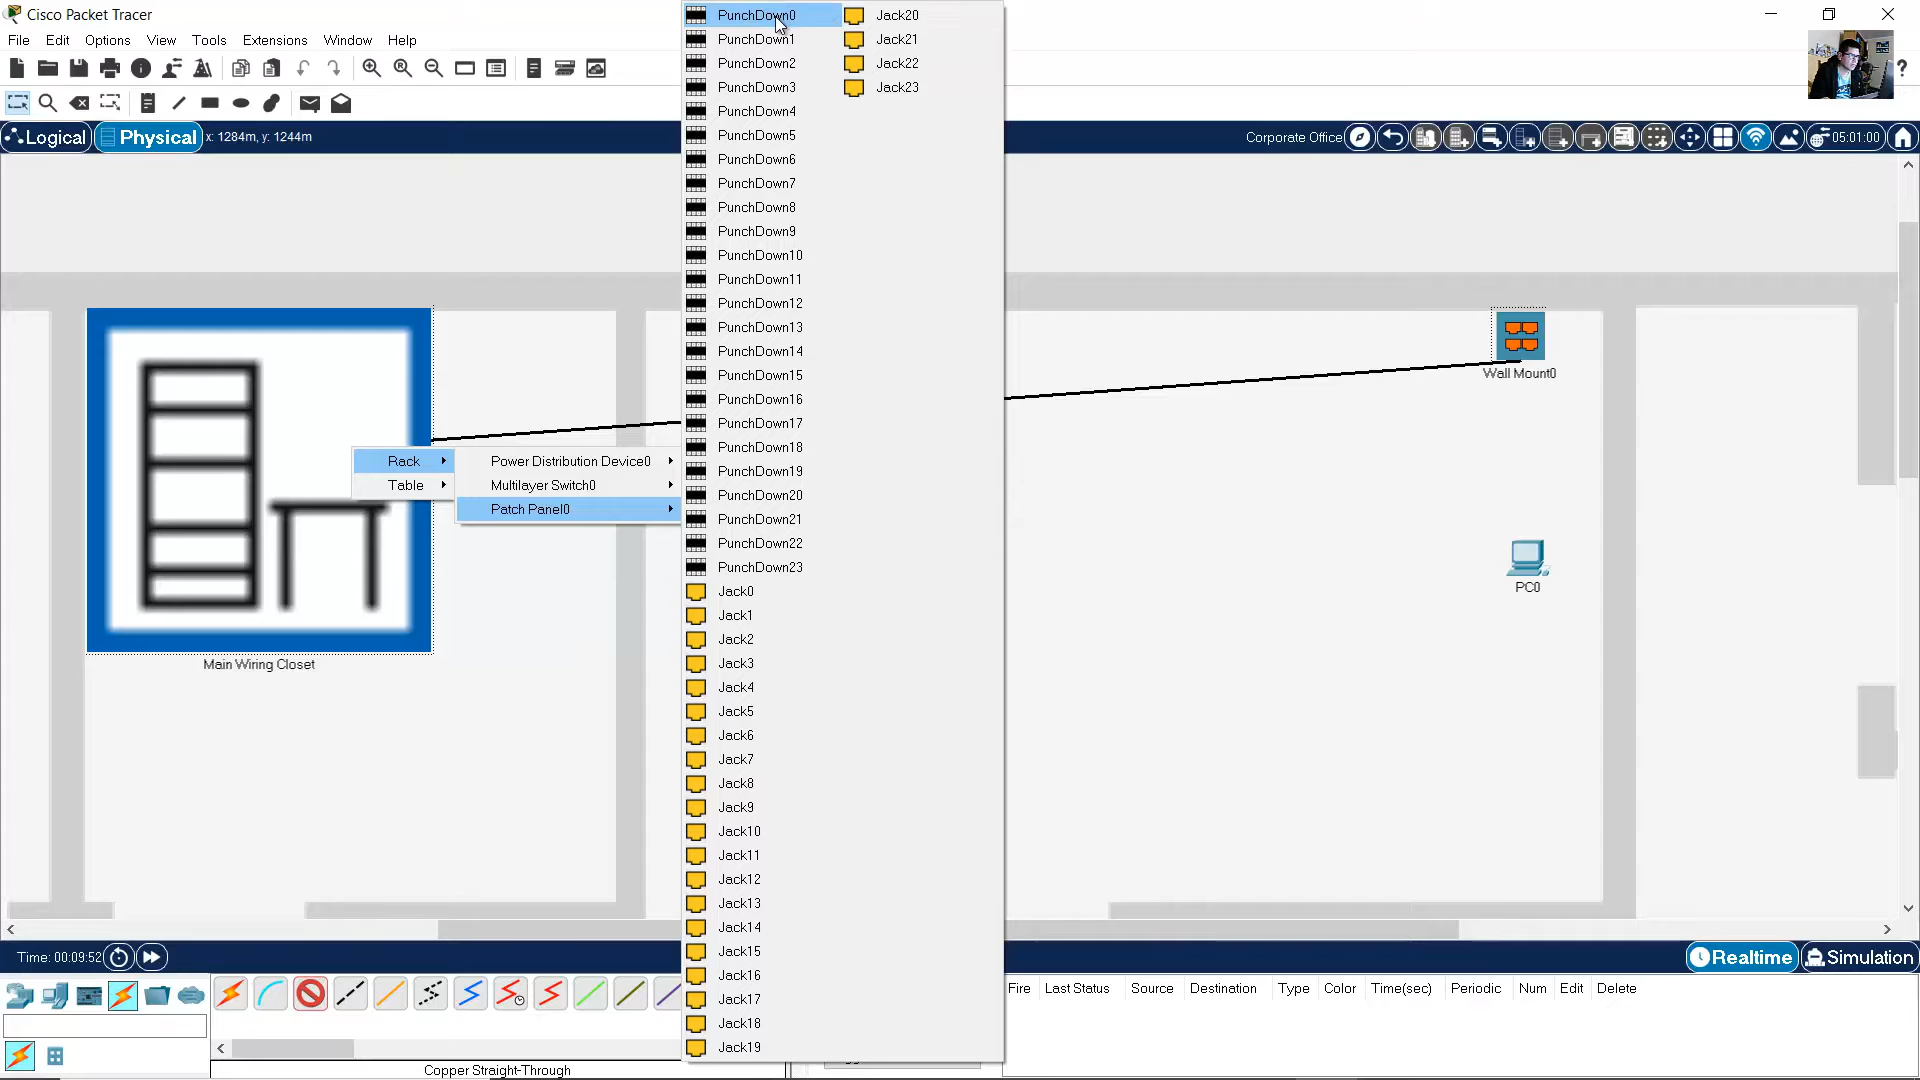 Cisco Packet Tracer
File Edit Options View Tools Extensions Window Help
Logical Physical x: 1284m, y: 1244m
Corporate Office 05:01:00
PunchDown0
PunchDown1
PunchDown2
PunchDown3
PunchDown4
PunchDown5
PunchDown6
PunchDown7
PunchDown8
PunchDown9
PunchDown10
PunchDown11
PunchDown12
PunchDown13
PunchDown14
PunchDown15
PunchDown16
PunchDown17
PunchDown18
PunchDown19
PunchDown20
PunchDown21
PunchDown22
PunchDown23
Jack0
Jack1
Jack2
Jack3
Jack4
Jack5
Jack6
Jack7
Jack8
Jack9
Jack10
Jack11
Jack12
Jack13
Jack14
Jack15
Jack16
Jack17
Jack18
Jack19
Jack20
Jack21
Jack22
Jack23
Rack
Table
Power Distribution Device0
Multilayer Switch0
Patch Panel0
Main Wiring Closet
Wall Mount0
PC0
Time: 00:09:52
Realtime Simulation
Fire Last Status Source Destination Type Color Time(sec) Periodic Num Edit Delete
Copper Straight-Through